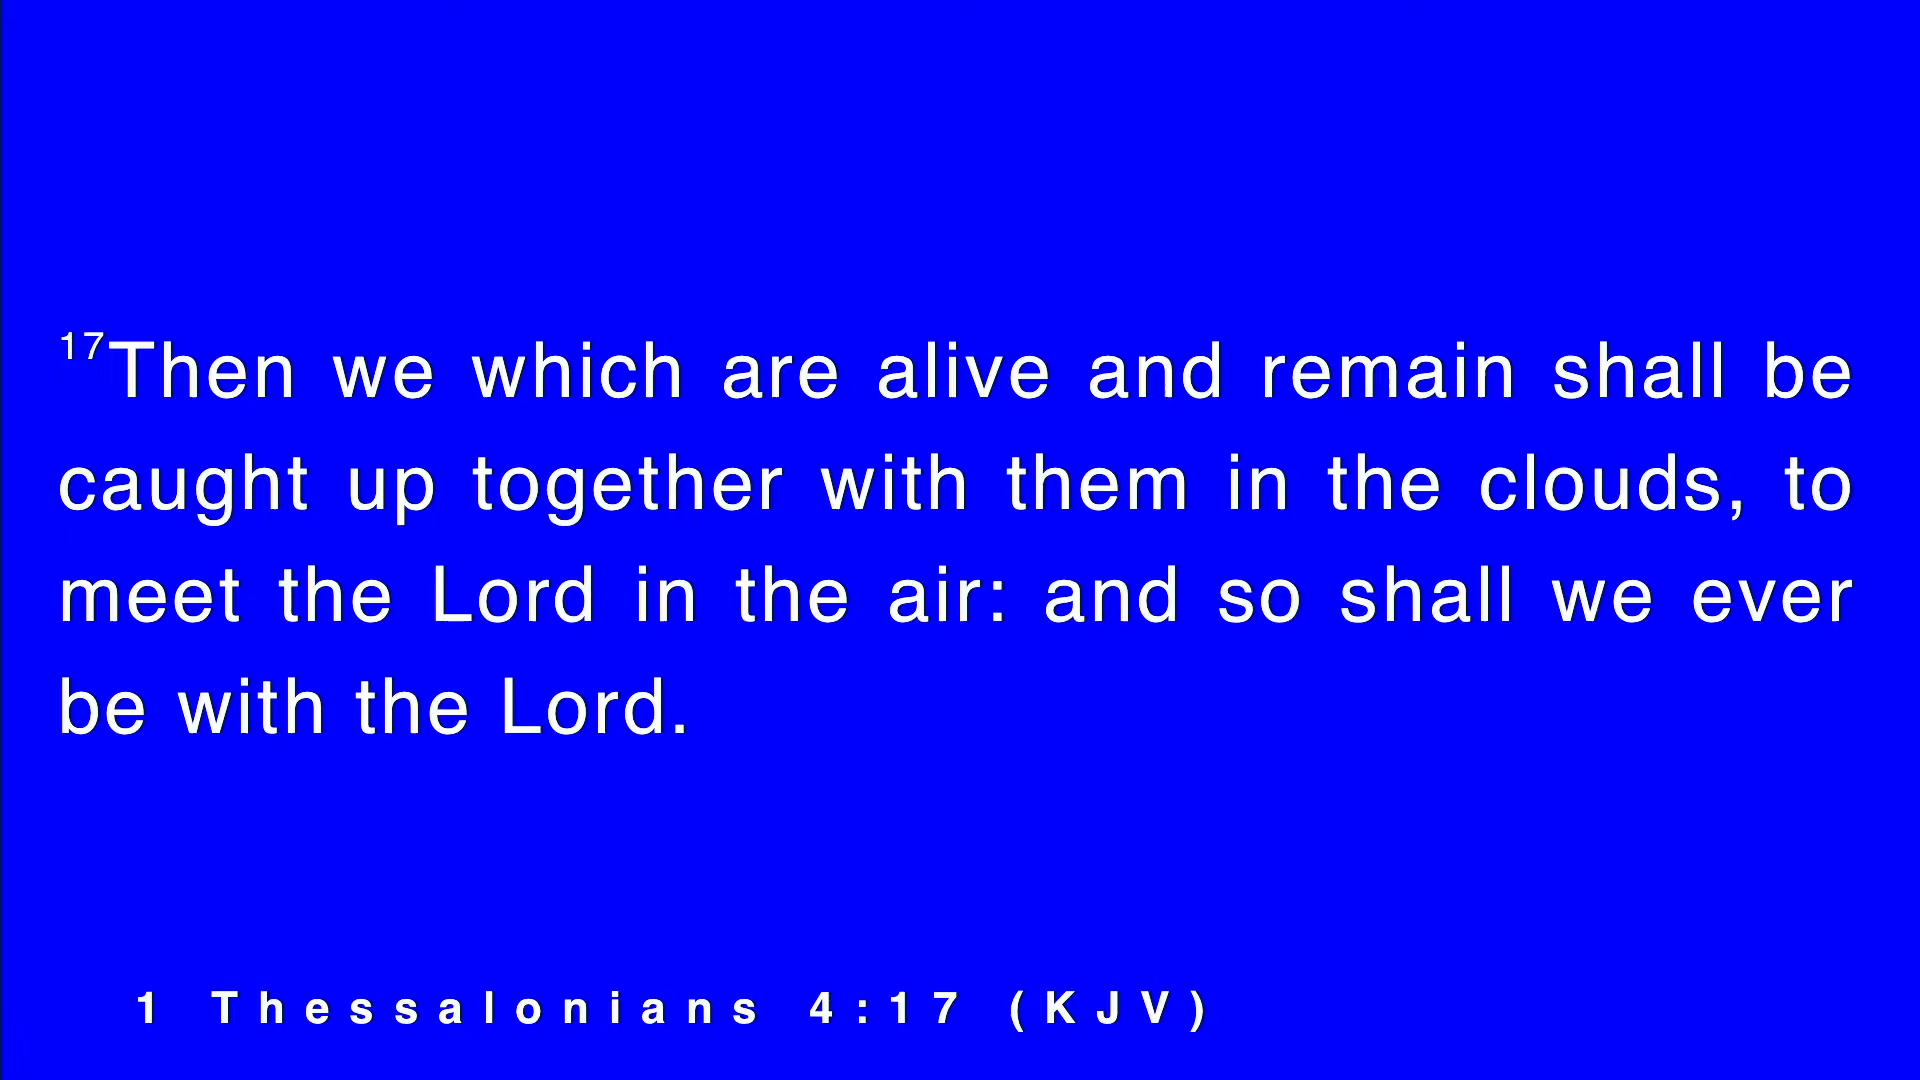 17Then we which are alive and remain shall be
caught up together with them in the clouds, to
meet the Lord in the air: and so shall we ever
be with the Lord.
1 Thessalonians 4:17 (KJV)